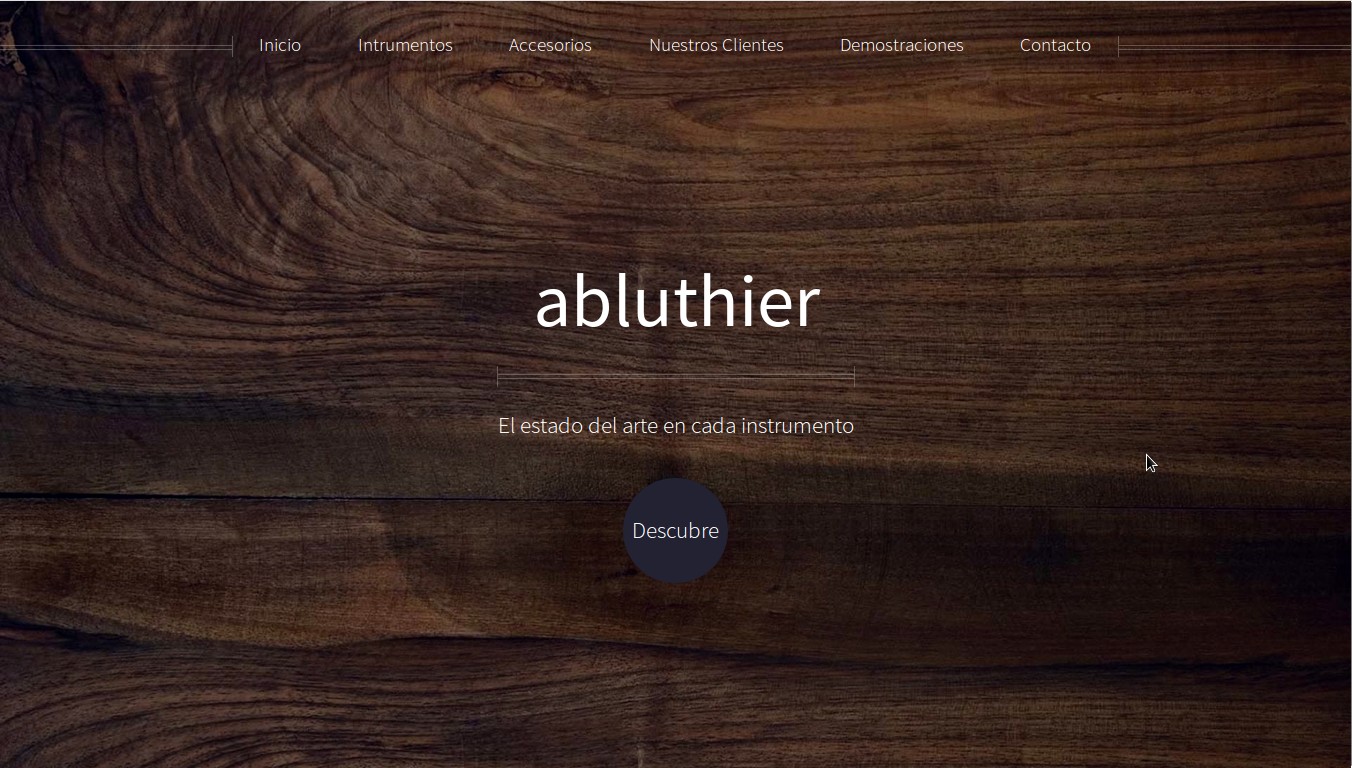 Inicio Intrumentos Accesorios Nuestros Clientes Demostraciones Contacto
abluthier
El estado del arte en cada instrumento
Descubre